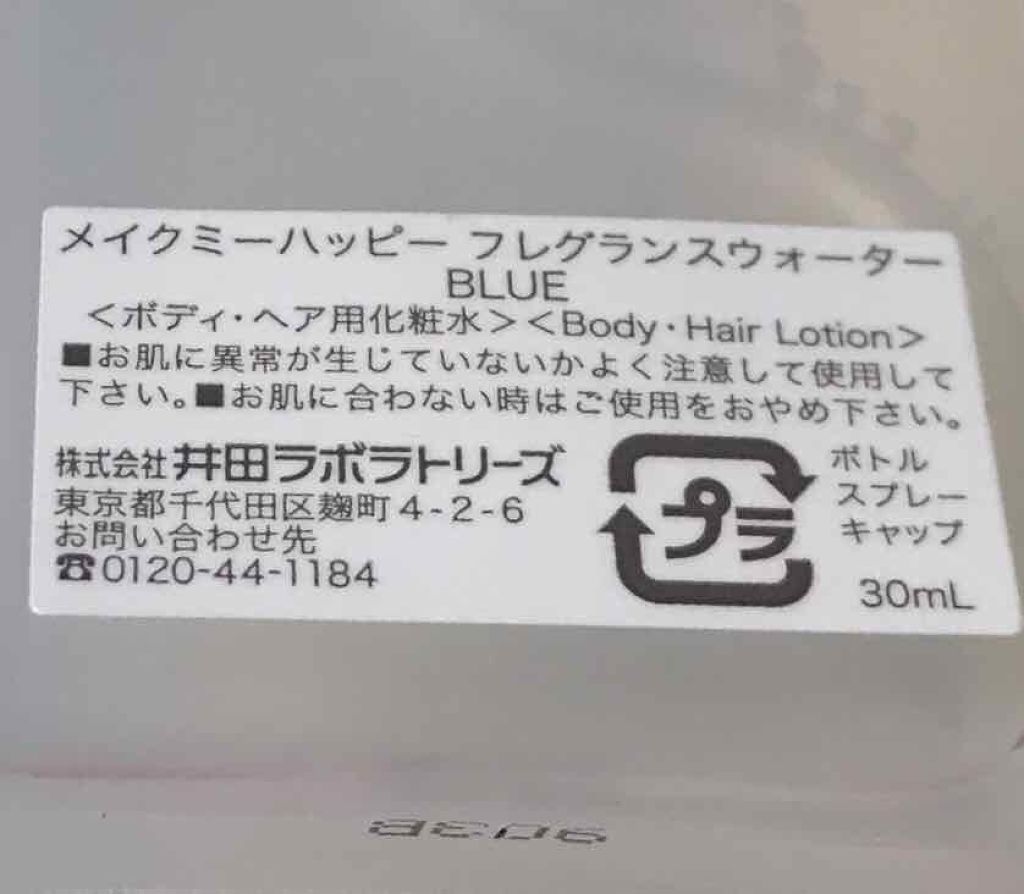 メイクミーハッピー フレグランスウォーター
BLUE
＜ボディ・ヘア用化粧水＞＜Body・Hair Lotion＞
■お肌に異常が生じていないかよく注意して使用して
下さい。■お肌に合わない時はご使用をおやめ下さい。
株式会社 井田ラボラトリーズ
東京都千代田区麹町4-2-6
お問い合わせ先
☎0120-44-1184
プラ
ボトル
スプレー
キャップ
30mL